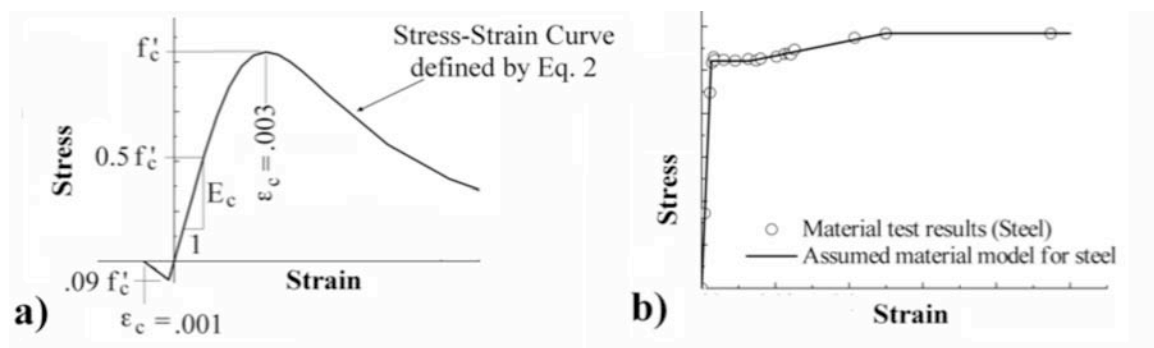 f'c
Stress-Strain Curve
defined by Eq. 2
0.5 f'c
Ec
1
εc = .003
Stress
Strain
.09 f'c
εc = .001
a)
Stress
Material test results (Steel)
Assumed material model for steel
Strain
b)